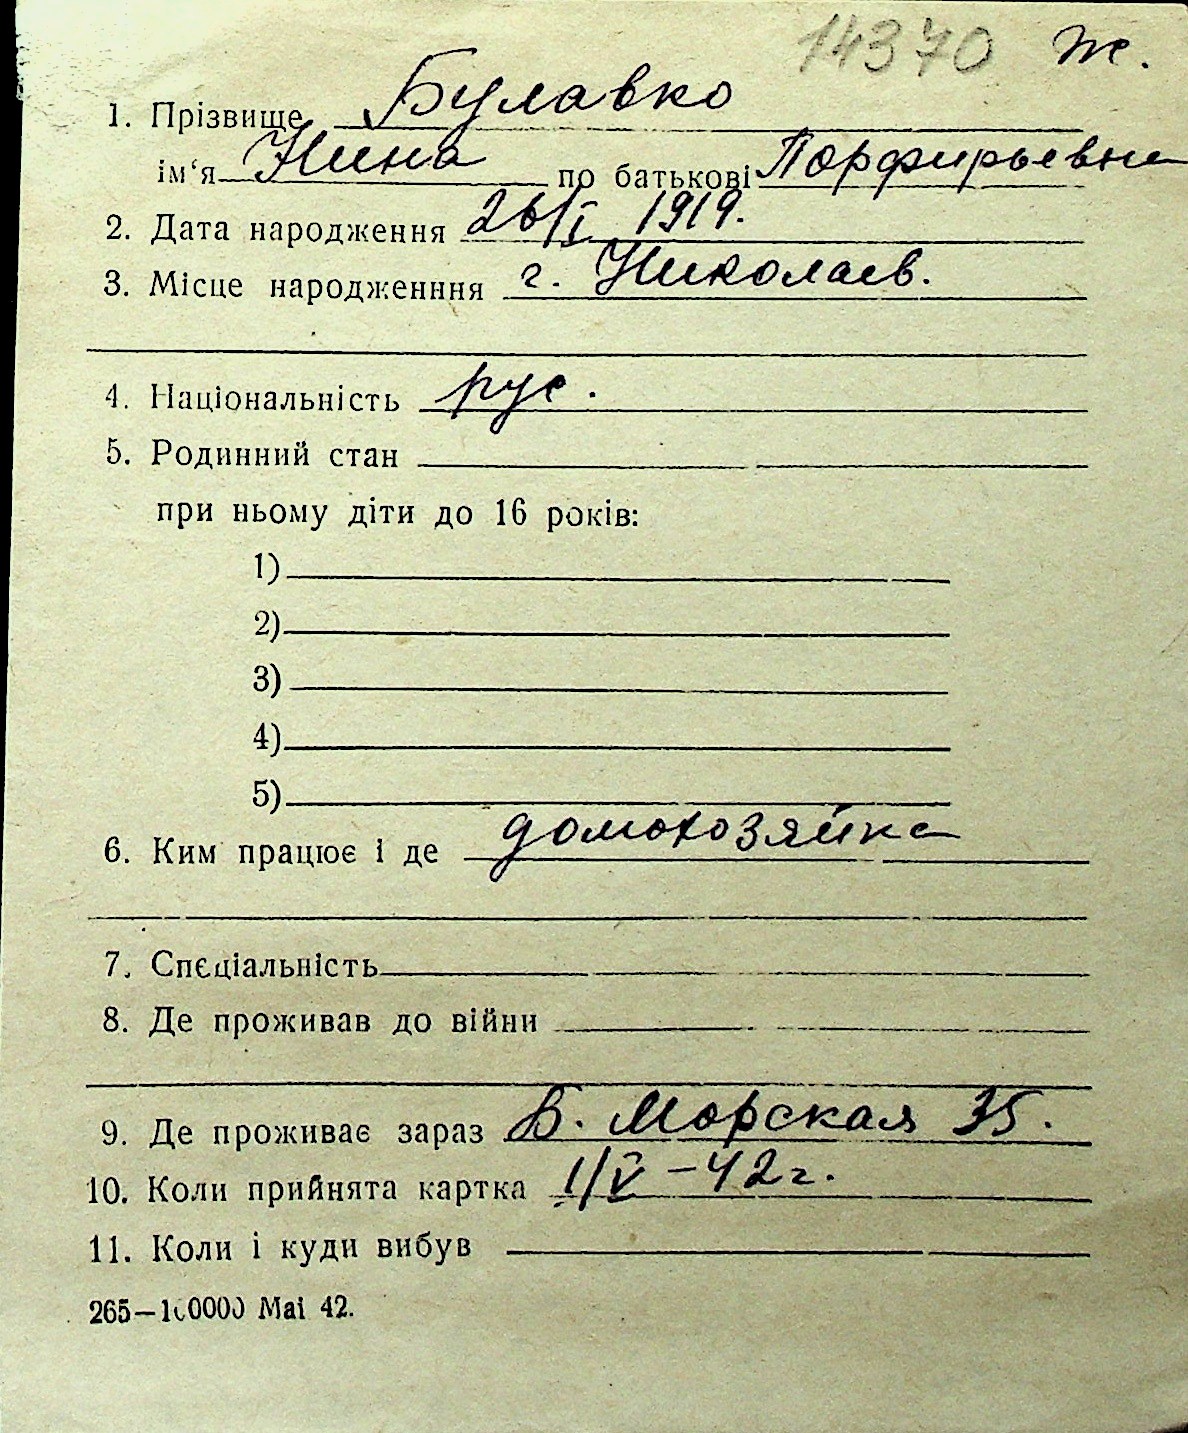 14370 ж.
1. Прізвище Булавко
ім‘я Нина по батькові Порфирьевна
2. Дата народження 26/I 1919.
3. Місце народженння г. Николаев.
4. Національність рус.
5. Родинний стан
при ньому діти до 16 років:
1)
2)
3)
4)
5)
6. Ким працює і де домохозяйка
7. Спєціальність
8. Де проживав до війни
9. Де проживає зараз Б. Морская 35.
10. Коли прийнята картка 1/V-42г.
11. Коли і куди вибув
265—100000 Mai 42.